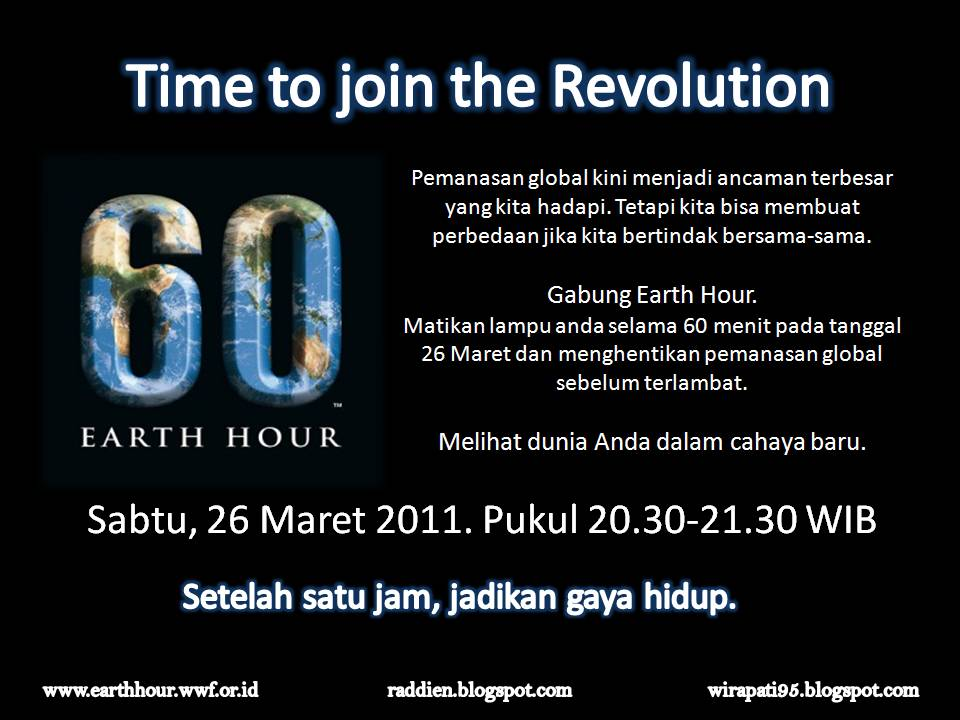 Time to join the Revolution
60
™
EARTH HOUR
Pemanasan global kini menjadi ancaman terbesar
yang kita hadapi. Tetapi kita bisa membuat
perbedaan jika kita bertindak bersama-sama.
Gabung Earth Hour.
Matikan lampu anda selama 60 menit pada tanggal
26 Maret dan menghentikan pemanasan global
sebelum terlambat.
Melihat dunia Anda dalam cahaya baru.
Sabtu, 26 Maret 2011. Pukul 20.30-21.30 WIB
Setelah satu jam, jadikan gaya hidup.
www.earthhour.wwf.or.id
raddien.blogspot.com
wirapati95.blogspot.com